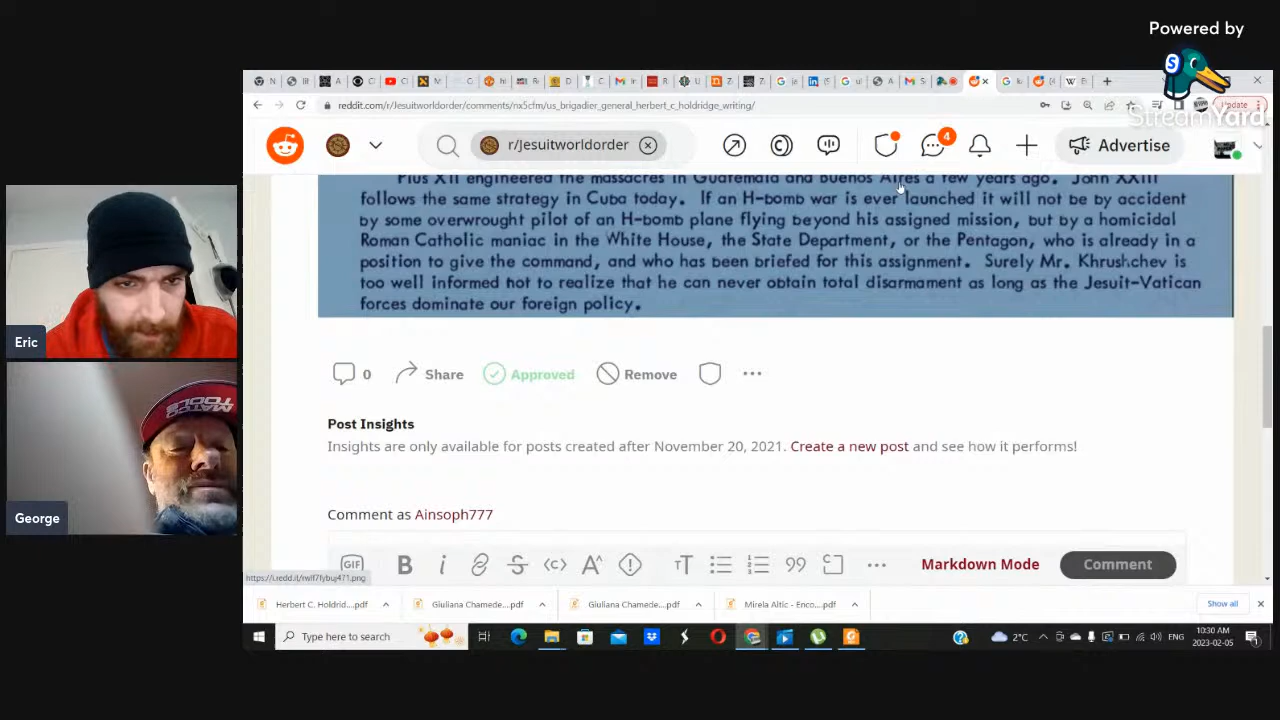 Powered by
StreamYard
reddit.com/r/Jesuitworldorder/comments/nx5cfm/us_brigadier_general_herbert_c_holdridge_writing/
Update
r/Jesuitworldorder
4
Advertise
Pius XII engineered the massacres in Guatemala and Buenos Aires a few years ago. John XXIII
follows the same strategy in Cuba today. If an H-bomb war is ever launched it will not be by accident
by some overwrought pilot of an H-bomb plane flying beyond his assigned mission, but by a homicidal
Roman Catholic maniac in the White House, the State Department, or the Pentagon, who is already in a
position to give the command, and who has been briefed for this assignment. Surely Mr. Khrushchev is
too well informed not to realize that he can never obtain total disarmament as long as the Jesuit-Vatican
forces dominate our foreign policy.
Eric
MATCO
TOOLS
George
0
Share
Approved
Remove
Post Insights
Insights are only available for posts created after November 20, 2021. Create a new post and see how it performs!
Comment as Ainsoph777
GIF
Markdown Mode
Comment
Herbert C. Holdrid....pdf
Giuliana Chamede....pdf
Giuliana Chamede....pdf
Mirela Altic - Enco....pdf
Show all
Type here to search
2°C
ENG
10:30 AM
2023-02-05